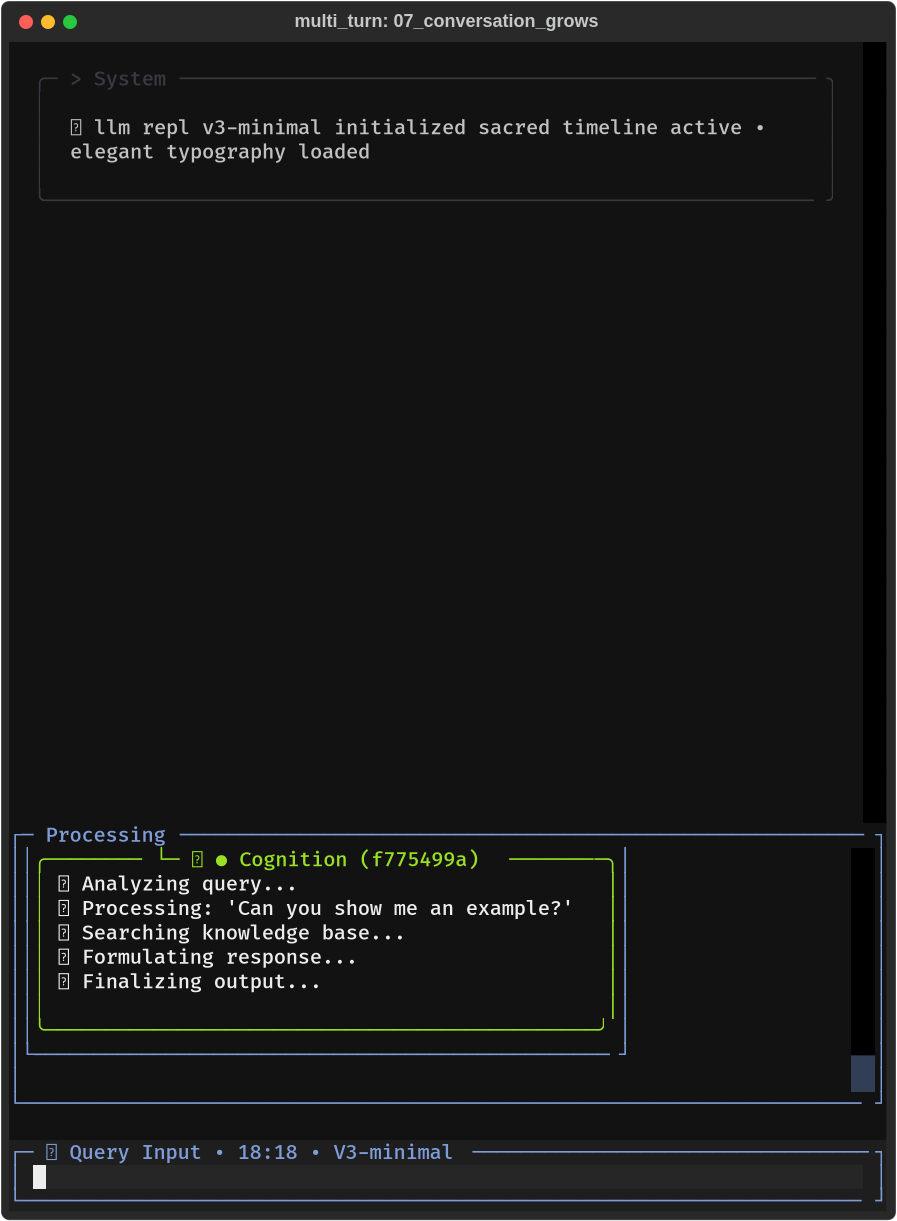 multi_turn: 07_conversation_grows
> System
llm repl v3-minimal initialized sacred timeline active •
elegant typography loaded
Processing
● Cognition (f775499a)
Analyzing query...
Processing: 'Can you show me an example?'
Searching knowledge base...
Formulating response...
Finalizing output...
Query Input • 18:18 • V3-minimal